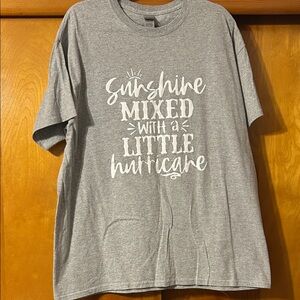 Sunshine
MIXED
WITH a
LITTLE
hurricane